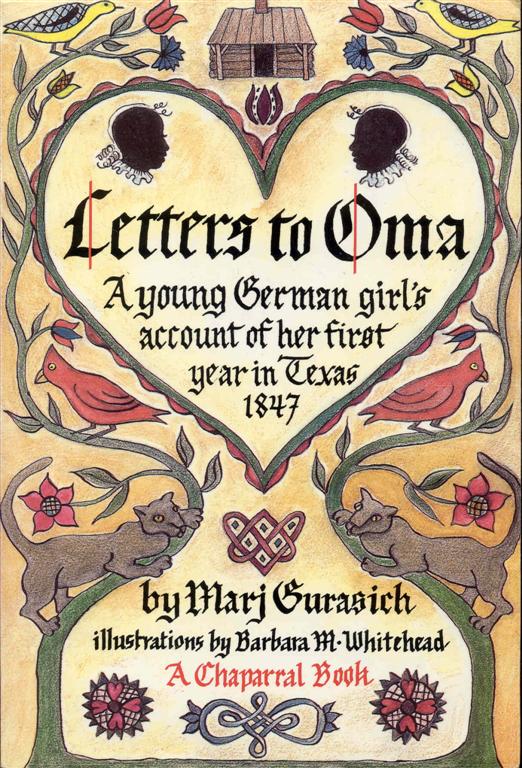 Letters to Oma
A young German girl's
account of her first
year in Texas
1847
by Marj Gurasich
illustrations by Barbara M. Whitehead
A Chaparral Book